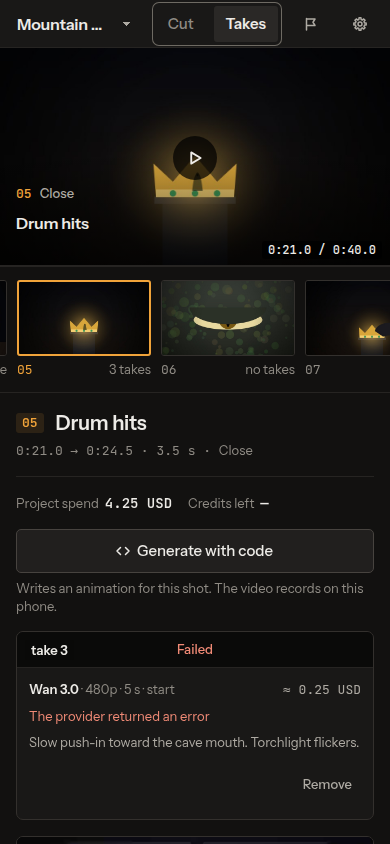 Mountain ...
Cut
Takes
05 Close
Drum hits
0:21.0 / 0:40.0
e
05 3 takes
06 no takes
07
05 Drum hits
0:21.0 → 0:24.5 · 3.5 s · Close
Project spend 4.25 USD Credits left —
Generate with code
Writes an animation for this shot. The video records on this
phone.
take 3 Failed
Wan 3.0 · 480p · 5 s · start ≈ 0.25 USD
The provider returned an error
Slow push-in toward the cave mouth. Torchlight flickers.
Remove